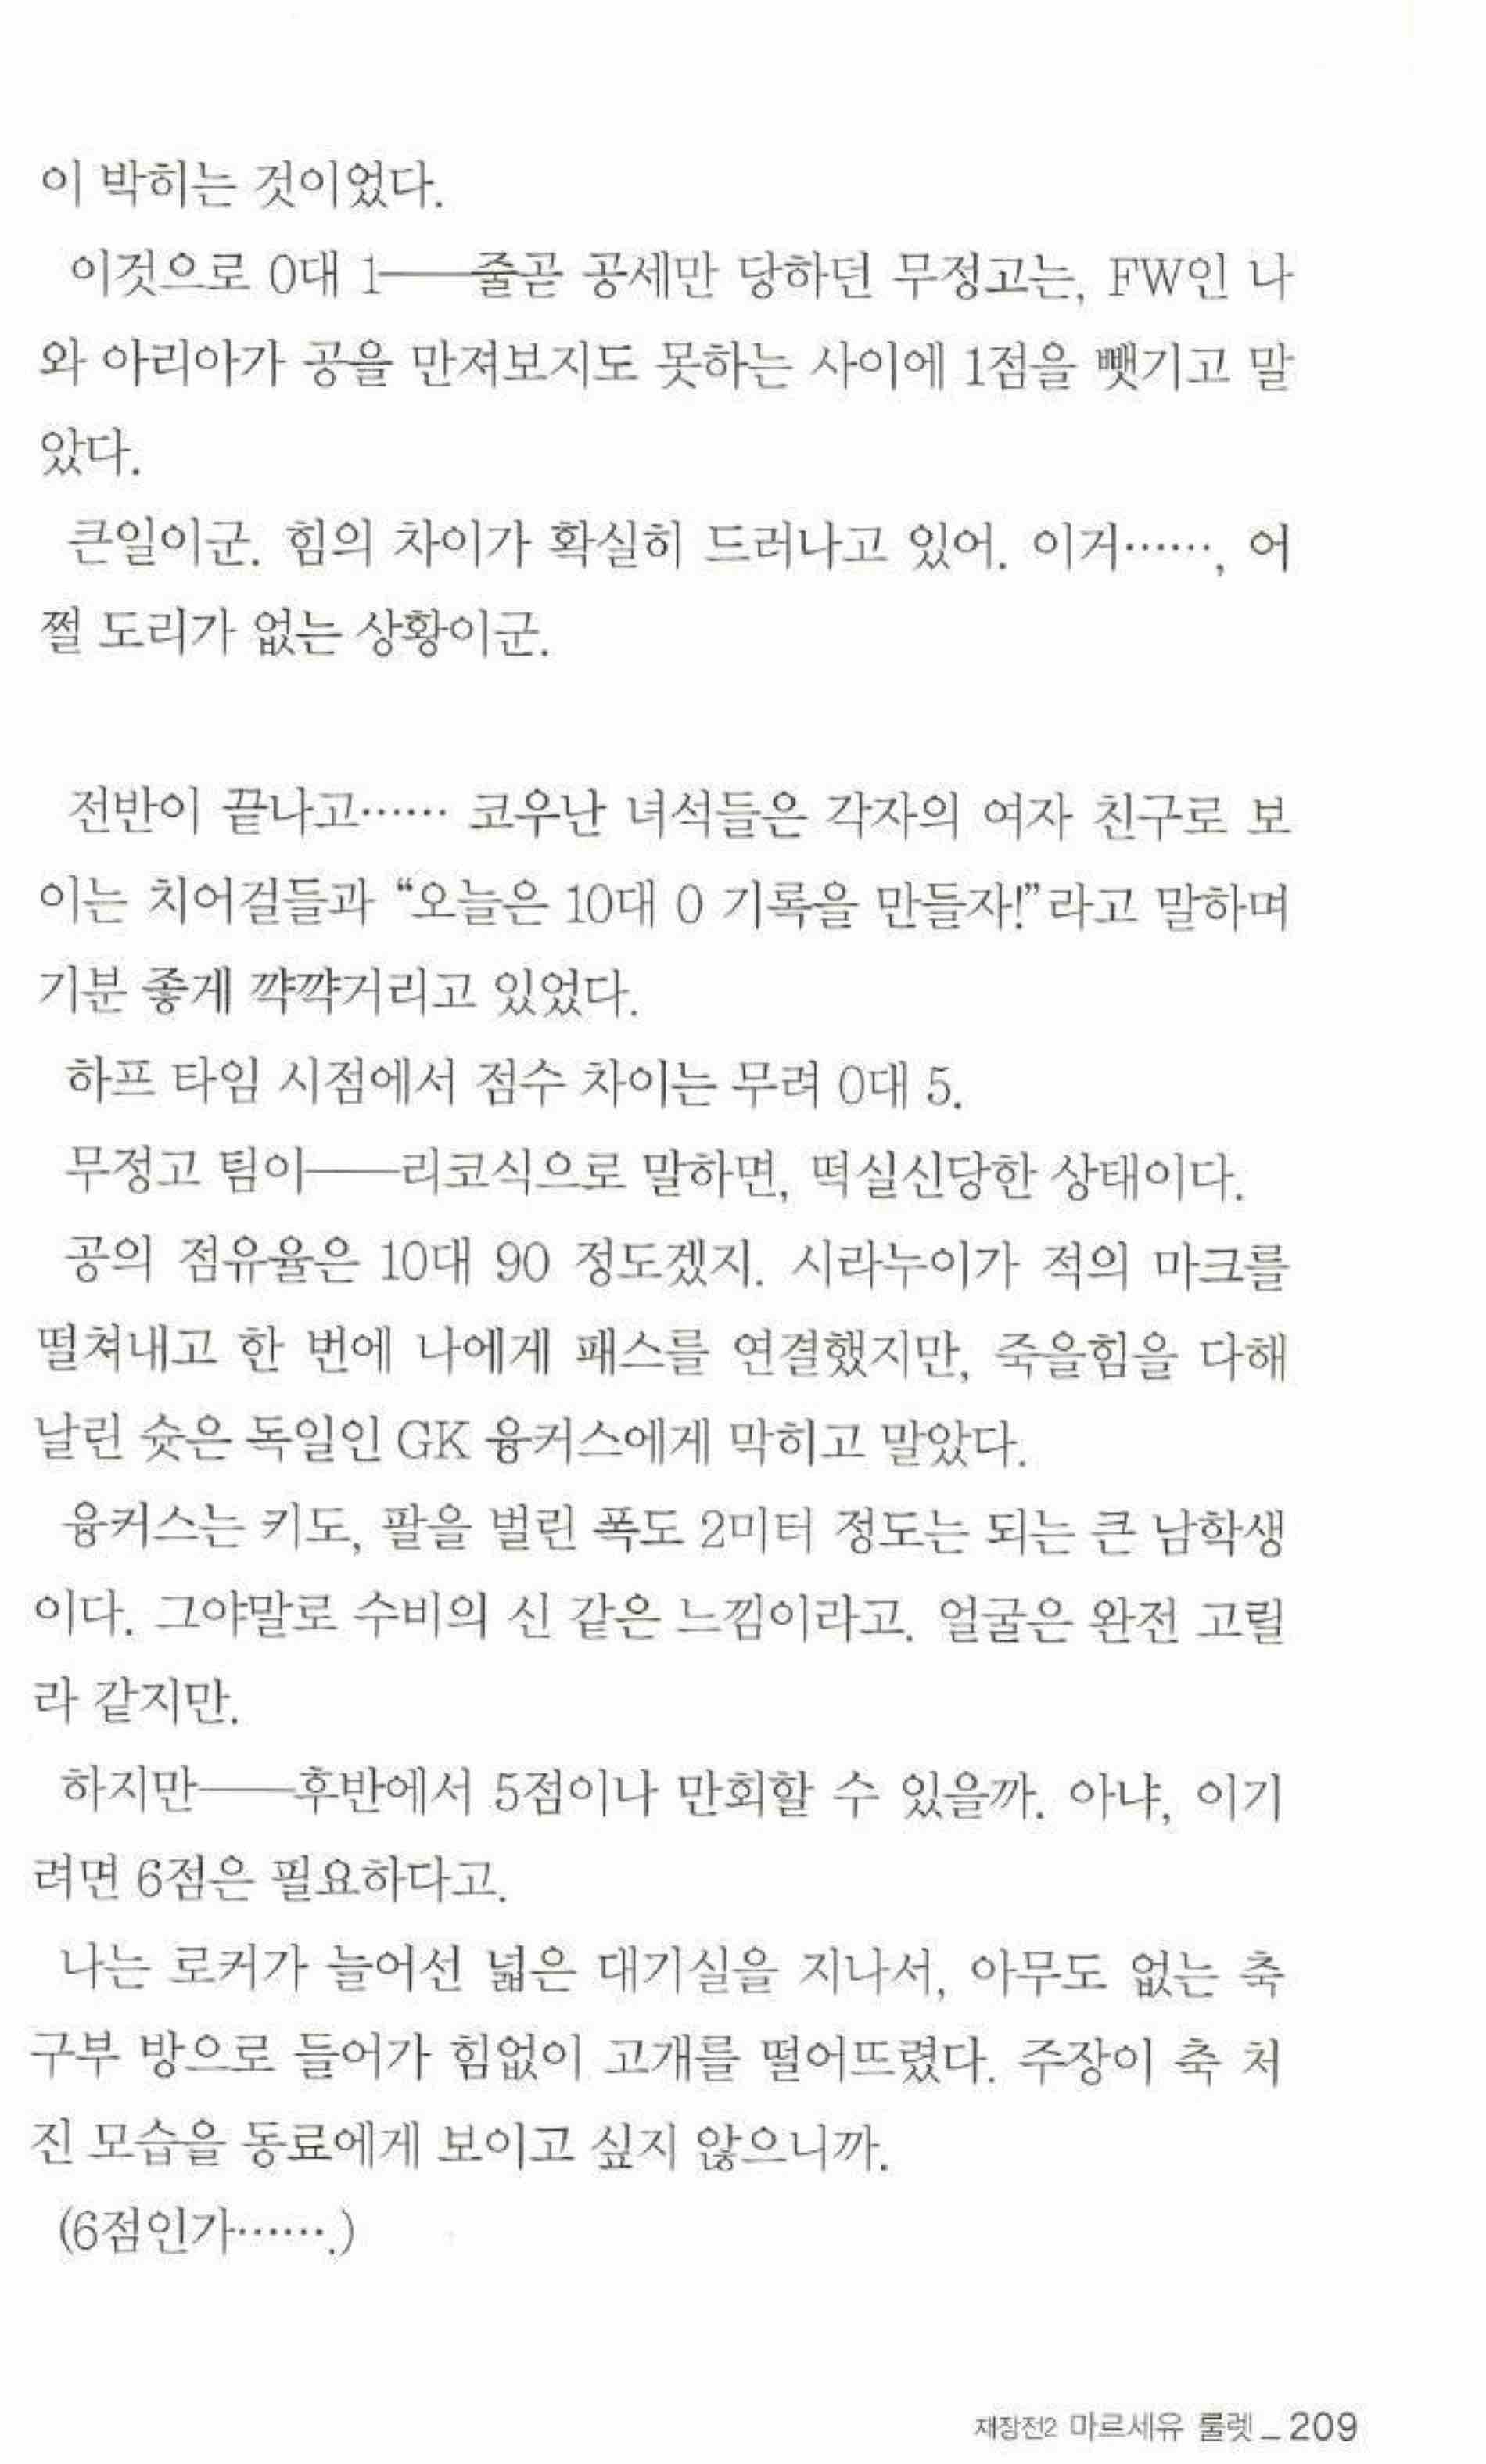 이 박히는 것이었다.
이것으로 0대 1──줄곧 공세만 당하던 무정고는, FW인 나
와 아리아가 공을 만져보지도 못하는 사이에 1점을 뺏기고 말
았다.
큰일이군. 힘의 차이가 확실히 드러나고 있어. 이거……, 어
쩔 도리가 없는 상황이군.
전반이 끝나고…… 코우난 녀석들은 각자의 여자 친구로 보
이는 치어걸들과 “오늘은 10대 0 기록을 만들자!”라고 말하며
기분 좋게 꺅꺅거리고 있었다.
하프 타임 시점에서 점수 차이는 무려 0대 5.
무정고 팀이──리코식으로 말하면, 떡실신당한 상태이다.
공의 점유율은 10대 90 정도겠지. 시라누이가 적의 마크를
떨쳐내고 한 번에 나에게 패스를 연결했지만, 죽을힘을 다해
날린 슛은 독일인 GK 융커스에게 막히고 말았다.
융커스는 키도, 팔을 벌린 폭도 2미터 정도는 되는 큰 남학생
이다. 그야말로 수비의 신 같은 느낌이라고. 얼굴은 완전 고릴
라 같지만.
하지만──후반에서 5점이나 만회할 수 있을까. 아냐, 이기
려면 6점은 필요하다고.
나는 로커가 늘어선 넓은 대기실을 지나서, 아무도 없는 축
구부 방으로 들어가 힘없이 고개를 떨어뜨렸다. 주장이 축 처
진 모습을 동료에게 보이고 싶지 않으니까.
(6점인가…….)
재장전2 마르세유 룰렛_209